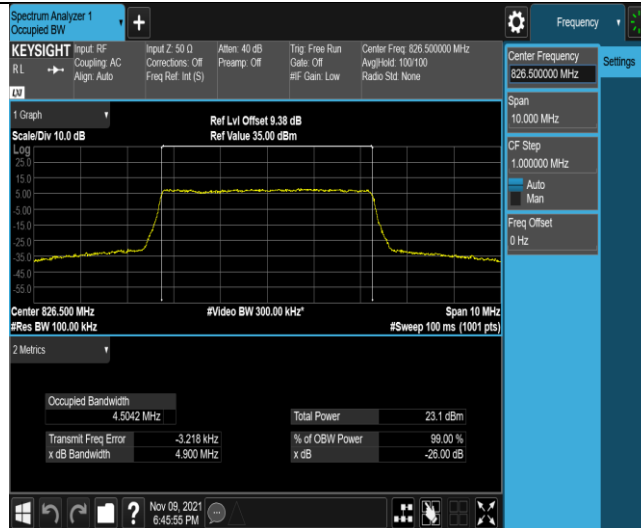 Spectrum Analyzer 1
Occupied BW
Frequency
KEYSIGHT
RL
LXI
Input: RF
Coupling: AC
Align: Auto
Input Z: 50 Ω
Corrections: Off
Freq Ref: Int (S)
Atten: 40 dB
Preamp: Off
Trig: Free Run
Gate: Off
#IF Gain: Low
Center Freq: 826.500000 MHz
Avg|Hold: 100/100
Radio Std: None
Center Frequency
826.500000 MHz
Settings
Span
10.000 MHz
CF Step
1.000000 MHz
Auto
Man
Freq Offset
0 Hz
1 Graph
Scale/Div 10.0 dB
Ref Lvl Offset 9.38 dB
Ref Value 35.00 dBm
Log
25.0
15.0
5.00
-5.00
-15.0
-25.0
-35.0
-45.0
-55.0
Center 826.500 MHz
#Video BW 300.00 kHz*
Span 10 MHz
#Res BW 100.00 kHz
#Sweep 100 ms (1001 pts)
2 Metrics
Occupied Bandwidth
4.5042 MHz
Total Power 23.1 dBm
Transmit Freq Error -3.218 kHz
% of OBW Power 99.00 %
x dB Bandwidth 4.900 MHz
x dB -26.00 dB
?
Nov 09, 2021
6:45:55 PM